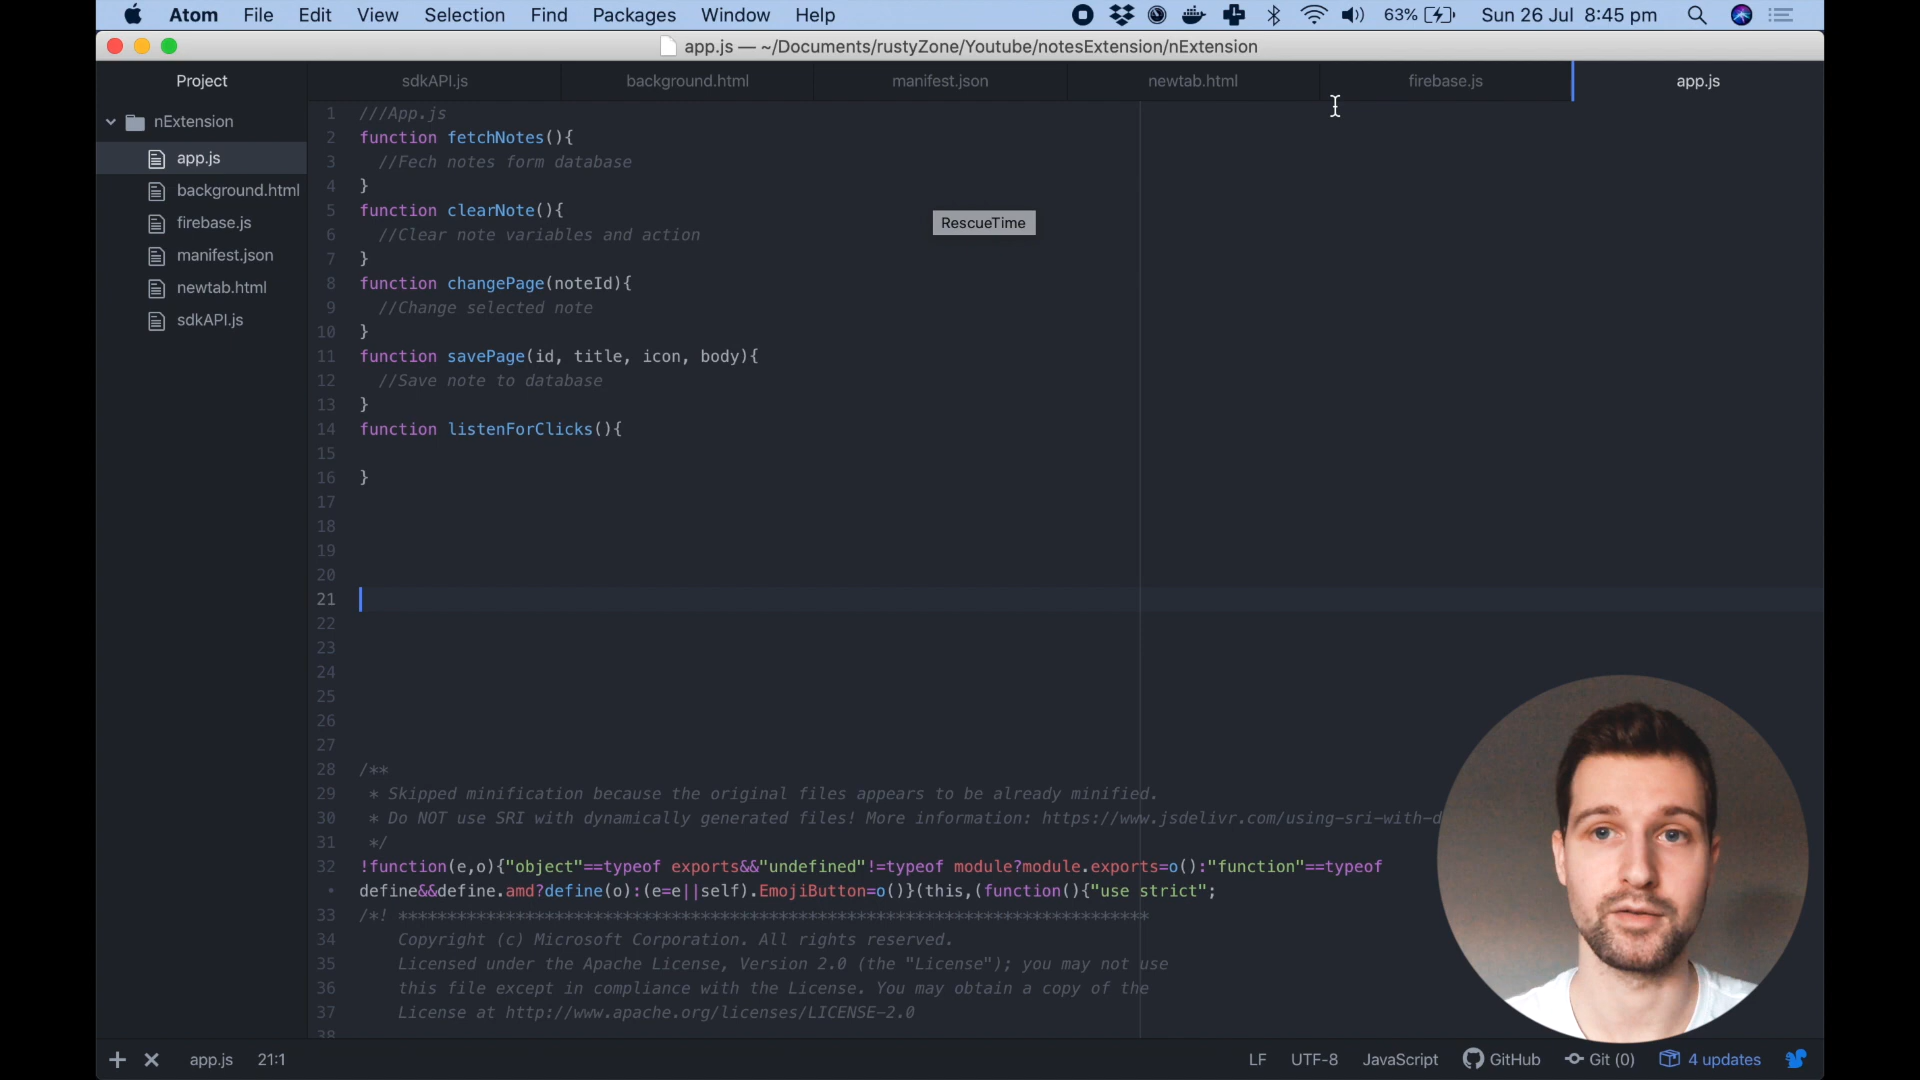 Atom File Edit View Selection Find Packages Window Help 63% Sun 26 Jul 8:45 pm
app.js — ~/Documents/rustyZone/Youtube/notesExtension/nExtension
Project sdkAPI.js background.html manifest.json newtab.html firebase.js app.js
nExtension
app.js
background.html
firebase.js
manifest.json
newtab.html
sdkAPI.js
1 ///App.js
2 function fetchNotes(){
3 //Fech notes form database
4 }
5 function clearNote(){
6 //Clear note variables and action
7 }
8 function changePage(noteId){
9 //Change selected note
10 }
11 function savePage(id, title, icon, body){
12 //Save note to database
13 }
14 function listenForClicks(){
15
16 }
17
18
19
20
21
22
23
24
25
26
27
28 /**
29 * Skipped minification because the original files appears to be already minified.
30 * Do NOT use SRI with dynamically generated files! More information: https://www.jsdelivr.com/using-sri-with-d
31 */
32 !function(e,o){"object"==typeof exports&&"undefined"!=typeof module?module.exports=o():"function"==typeof
• define&&define.amd?define(o):(e=e||self).EmojiButton=o()}(this,(function(){"use strict";
33 /*! *****************************************************************************
34 Copyright (c) Microsoft Corporation. All rights reserved.
35 Licensed under the Apache License, Version 2.0 (the "License"); you may not use
36 this file except in compliance with the License. You may obtain a copy of the
37 License at http://www.apache.org/licenses/LICENSE-2.0
38
RescueTime
app.js 21:1 LF UTF-8 JavaScript GitHub Git (0) 4 updates